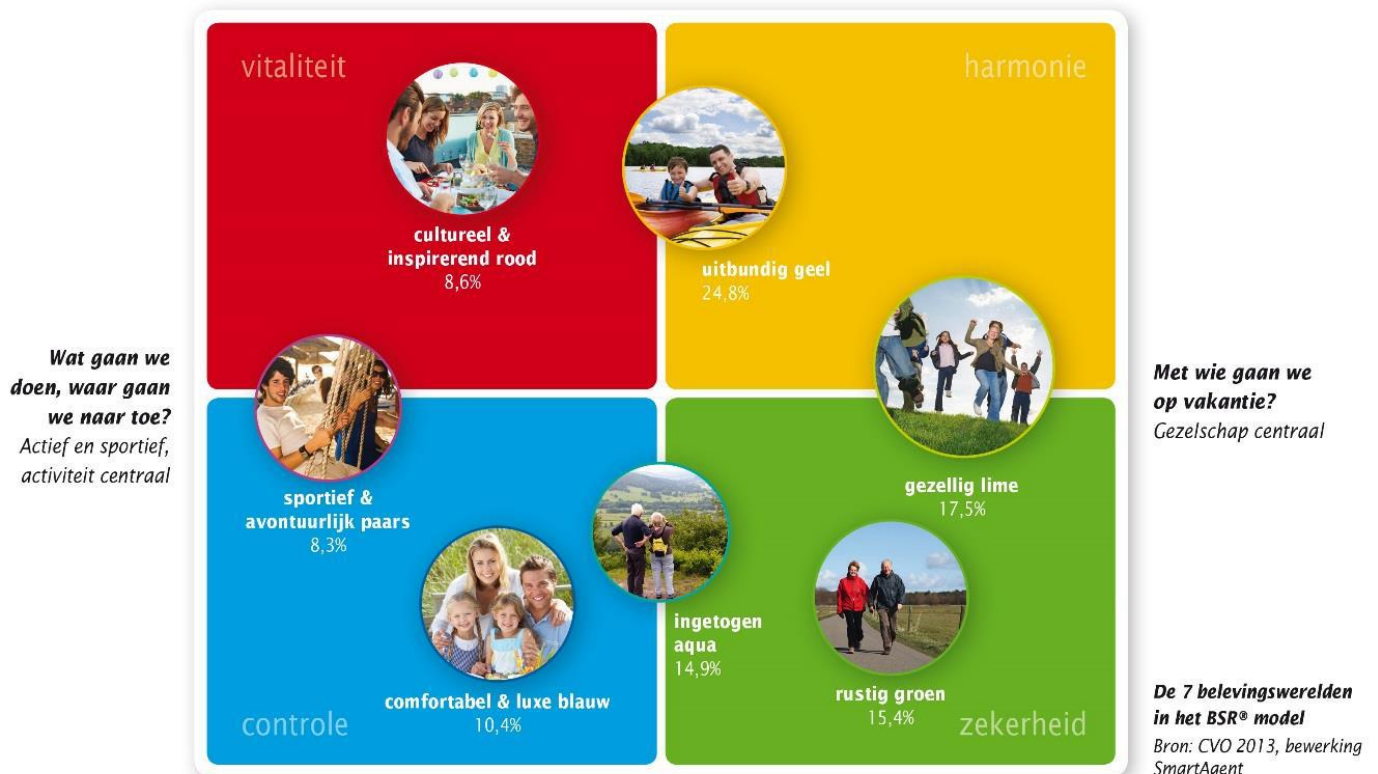 vitaliteit
harmonie
cultureel &
inspirerend rood
8,6%
uitbundig geel
24,8%
Wat gaan we
doen, waar gaan
we naar toe?
Actief en sportief,
activiteit centraal
Met wie gaan we
op vakantie?
Gezelschap centraal
sportief &
avontuurlijk paars
8,3%
gezellig lime
17,5%
ingetogen
aqua
14,9%
comfortabel & luxe blauw
10,4%
rustig groen
15,4%
controle
zekerheid
De 7 belevingswerelden
in het BSR® model
Bron: CVO 2013, bewerking
SmartAgent